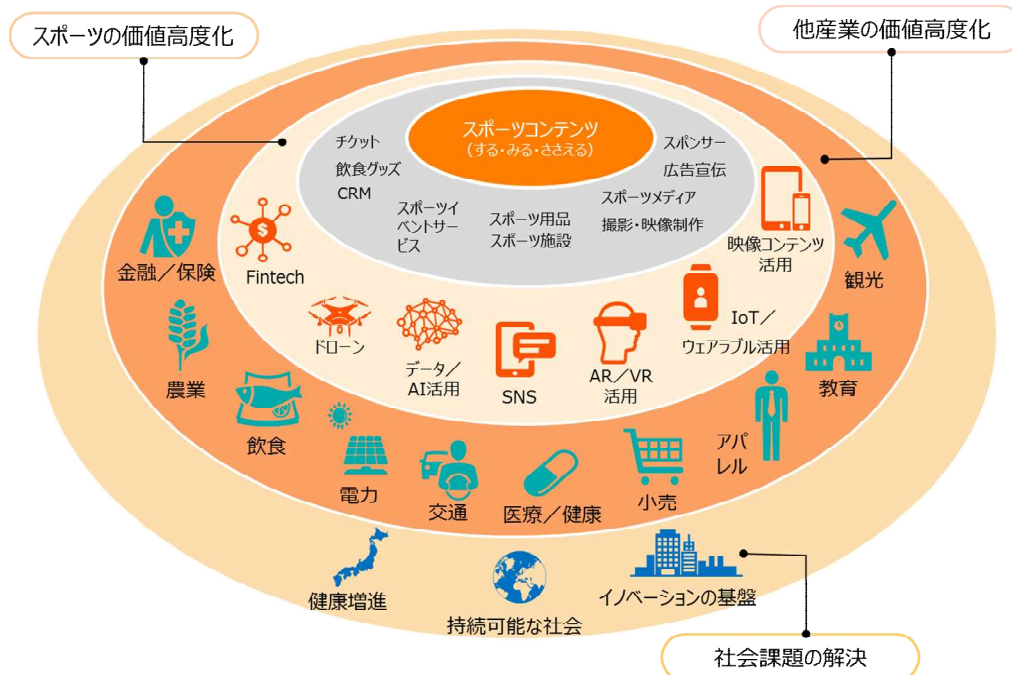 スポーツの価値高度化
他産業の価値高度化
スポーツコンテンツ
（する・みる・ささえる）
チケット
飲食グッズ
CRM
スポーツイ
ベントサー
ビス
スポーツ用品
スポーツ施設
スポンサー
広告宣伝
スポーツメディア
撮影・映像制作
Fintech
ドローン
データ／
AI活用
SNS
AR／VR
活用
IoT／
ウェアラブル活用
映像コンテンツ
活用
金融／保険
農業
飲食
電力
交通
医療／健康
小売
アパ
レル
教育
観光
健康増進
持続可能な社会
イノベーションの基盤
社会課題の解決